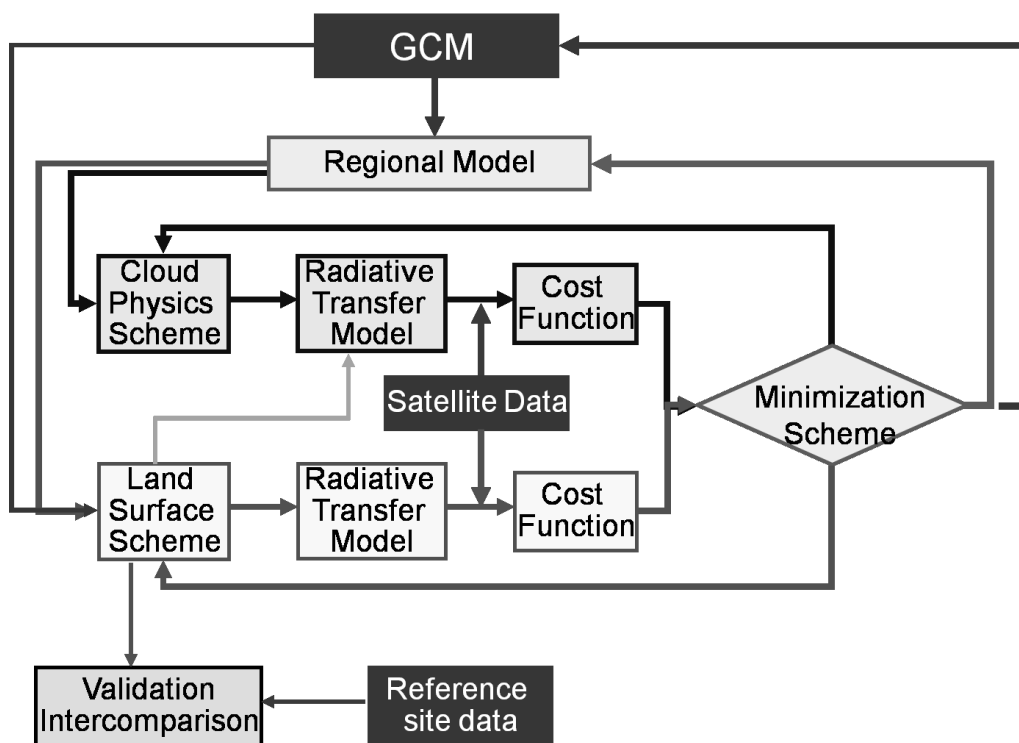 GCM
Regional Model
Cloud
Physics
Scheme
Radiative
Transfer
Model
Cost
Function
Satellite Data
Minimization
Scheme
Land
Surface
Scheme
Radiative
Transfer
Model
Cost
Function
Validation
Intercomparison
Reference
site data